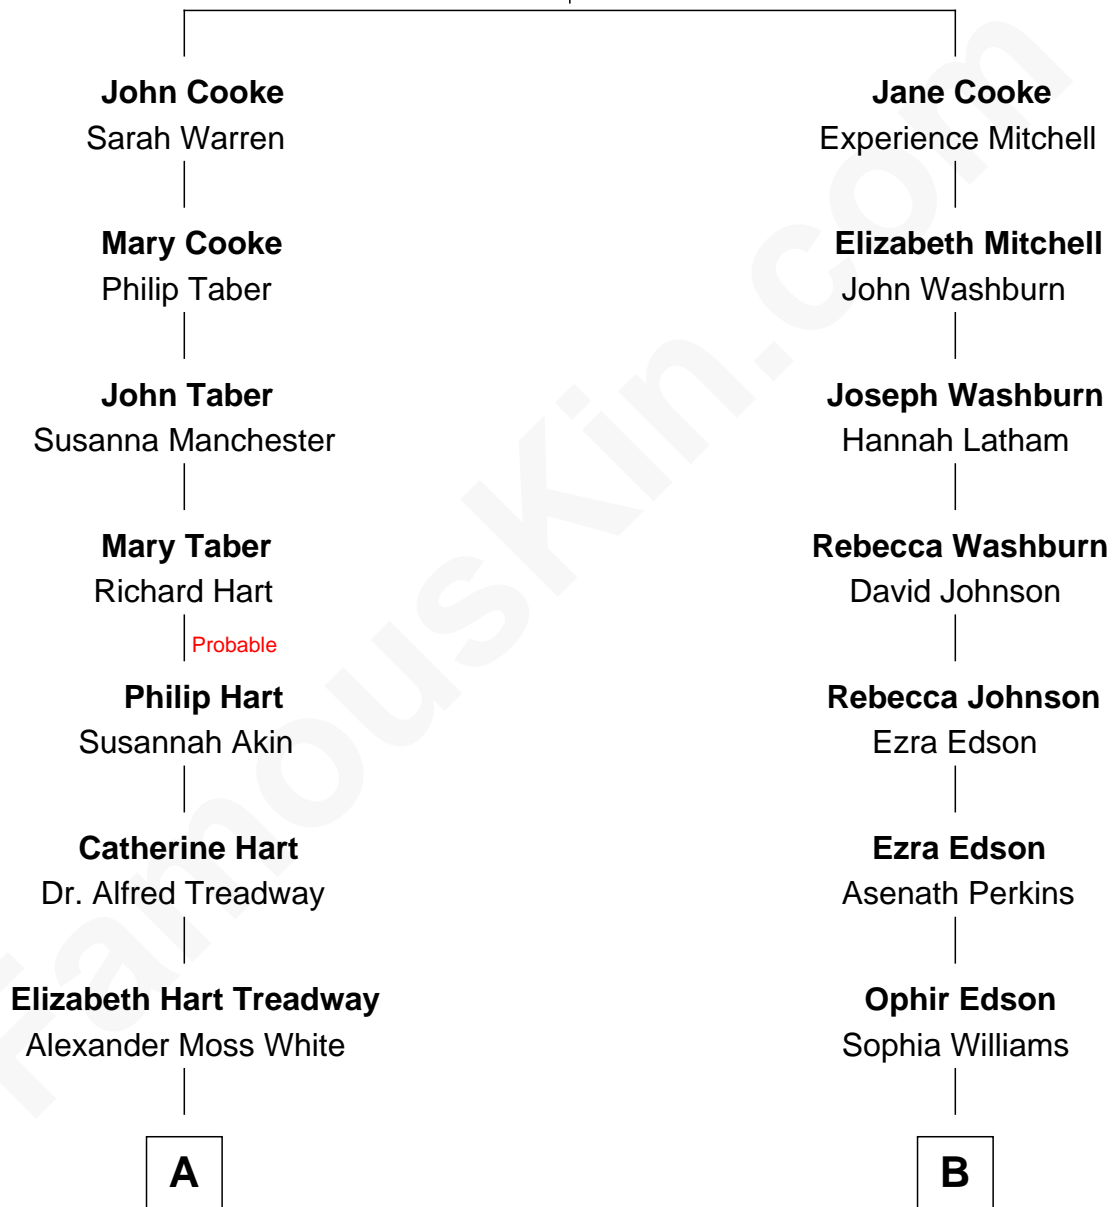 John Cooke
Sarah Warren
Mary Cooke
Philip Taber
John Taber
Susanna Manchester
Mary Taber
Richard Hart
Probable
Philip Hart
Susannah Akin
Catherine Hart
Dr. Alfred Treadway
Elizabeth Hart Treadway
Alexander Moss White
A
Jane Cooke
Experience Mitchell
Elizabeth Mitchell
John Washburn
Joseph Washburn
Hannah Latham
Rebecca Washburn
David Johnson
Rebecca Johnson
Ezra Edson
Ezra Edson
Asenath Perkins
Ophir Edson
Sophia Williams
B
FamousKin.com